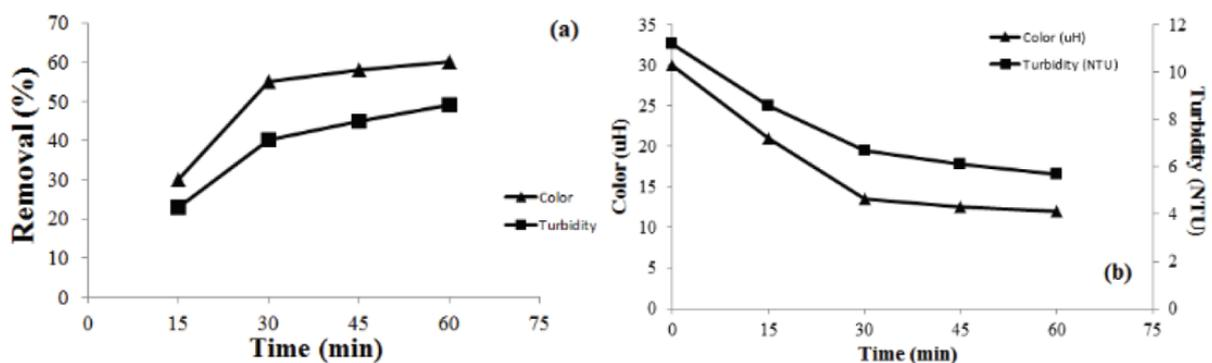 70
60
50
40
30
20
10
0
Removal (%)
0 15 30 45 60 75
Time (min)
(a)
Color
Turbidity
35
30
25
20
15
10
5
0
Color (uH)
0 15 30 45 60 75
Time (min)
Color (uH)
Turbidity (NTU)
(b)
12
10
8
6
4
2
0
Turbidity (NTU)